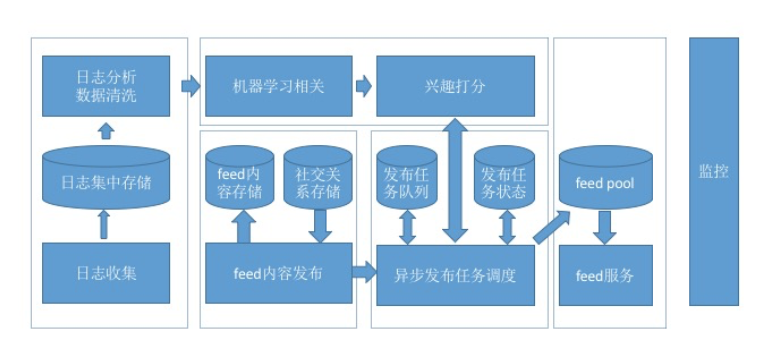 日志分析
数据清洗
机器学习相关
兴趣打分
日志集中存储
feed内
容存储
社交关
系存储
发布任
务队列
发布任
务状态
feed pool
监控
日志收集
feed内容发布
异步发布任务调度
feed服务